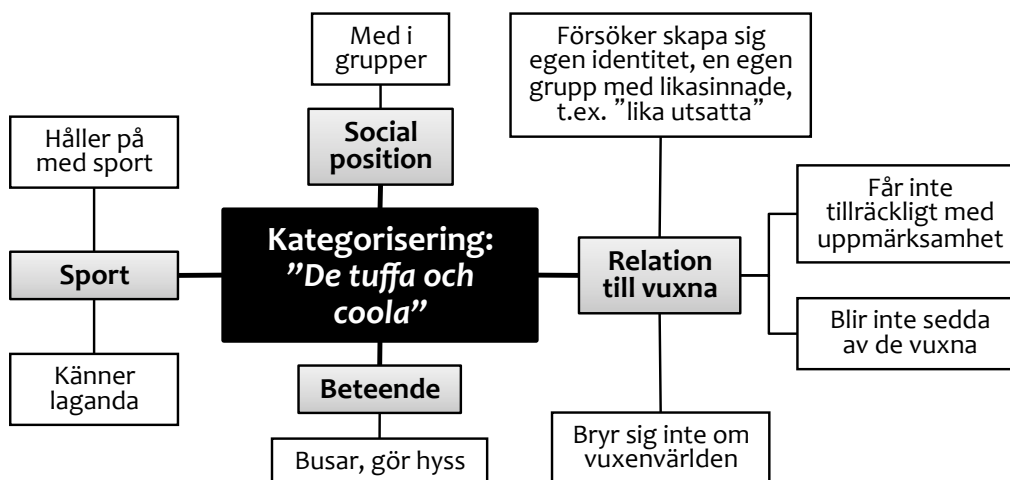 Med i
grupper
Försöker skapa sig
egen identitet, en egen
grupp med likasinnade,
t.ex. ”lika utsatta”
Håller på
med sport
Social
position
Får inte
tillräckligt med
uppmärksamhet
Kategorisering:
”De tuffa och
coola”
Sport
Relation
till vuxna
Blir inte sedda
av de vuxna
Känner
laganda
Beteende
Busar, gör hyss
Bryr sig inte om
vuxenvärlden